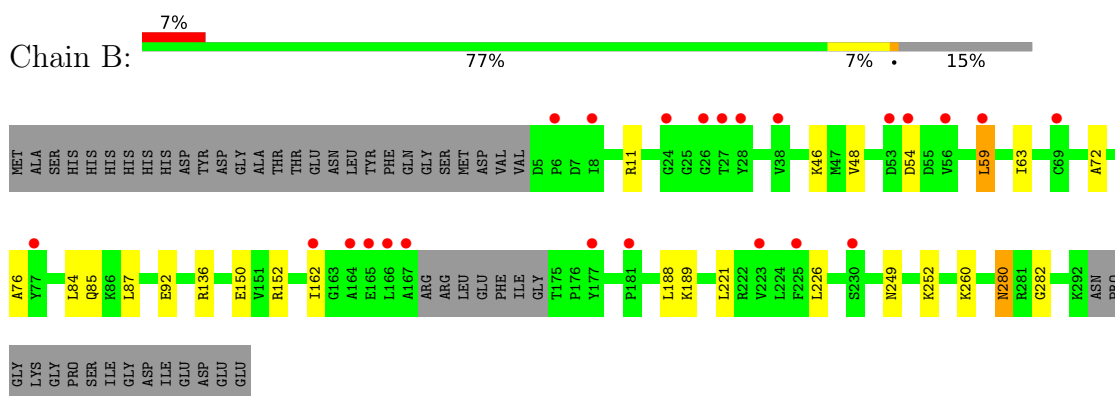 7%
Chain B:
77% 7% • 15%
MET ALA SER HIS HIS HIS HIS HIS HIS ASP TYR ASP GLY ALA THR THR GLU ASN LEU TYR PHE GLN GLY SER MET ASP VAL VAL D5 P6 D7 I8 R11 G24 G25 G26 T27 Y28 V38 K46 M47 V48 D53 D54 D55 V56 L59 I63 C69 A72
A76 Y77 L84 Q85 K86 L87 E92 R136 E150 V151 R152 I162 G163 A164 E165 L166 A167 ARG ARG LEU GLU PHE ILE GLY T175 P176 Y177 P181 L188 K189 L221 R222 V223 L224 F225 L226 S230 N249 K252 K260 N280 R281 G282 K292 ASN PRO
GLY LYS GLY PRO SER ILE GLY ASP ILE GLU ASP GLU GLU